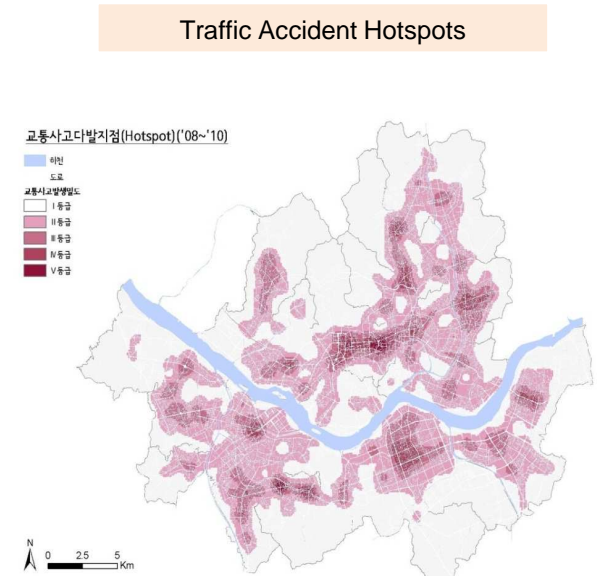 Traffic Accident Hotspots
교통사고다발지점(Hotspot)('08~'10)
하천
도로
교통사고발생밀도
I 등급
II 등급
III 등급
IV 등급
V 등급
N
0 2.5 5
Km